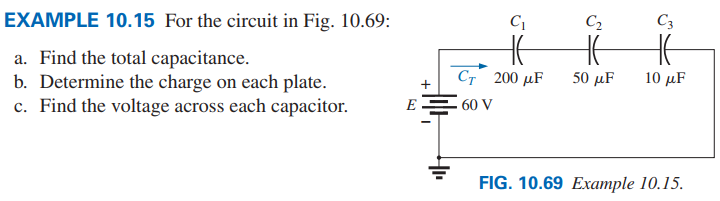 EXAMPLE 10.15 For the circuit in Fig. 10.69:
a. Find the total capacitance.
b. Determine the charge on each plate.
c. Find the voltage across each capacitor.
C₁ C₂ C₃
C_T 200 μF 50 μF 10 μF
+
E 60 V
–
FIG. 10.69 Example 10.15.